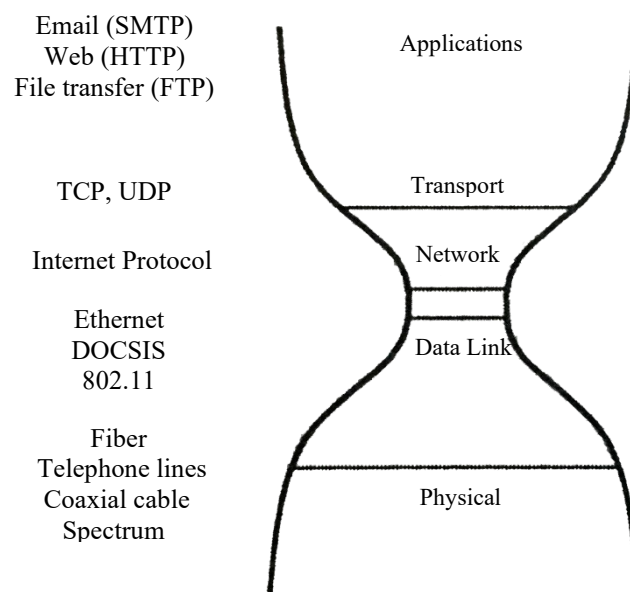 Email (SMTP)
Web (HTTP)
File transfer (FTP)
Applications
TCP, UDP
Transport
Internet Protocol
Network
Ethernet
DOCSIS
802.11
Data Link
Fiber
Telephone lines
Coaxial cable
Spectrum
Physical